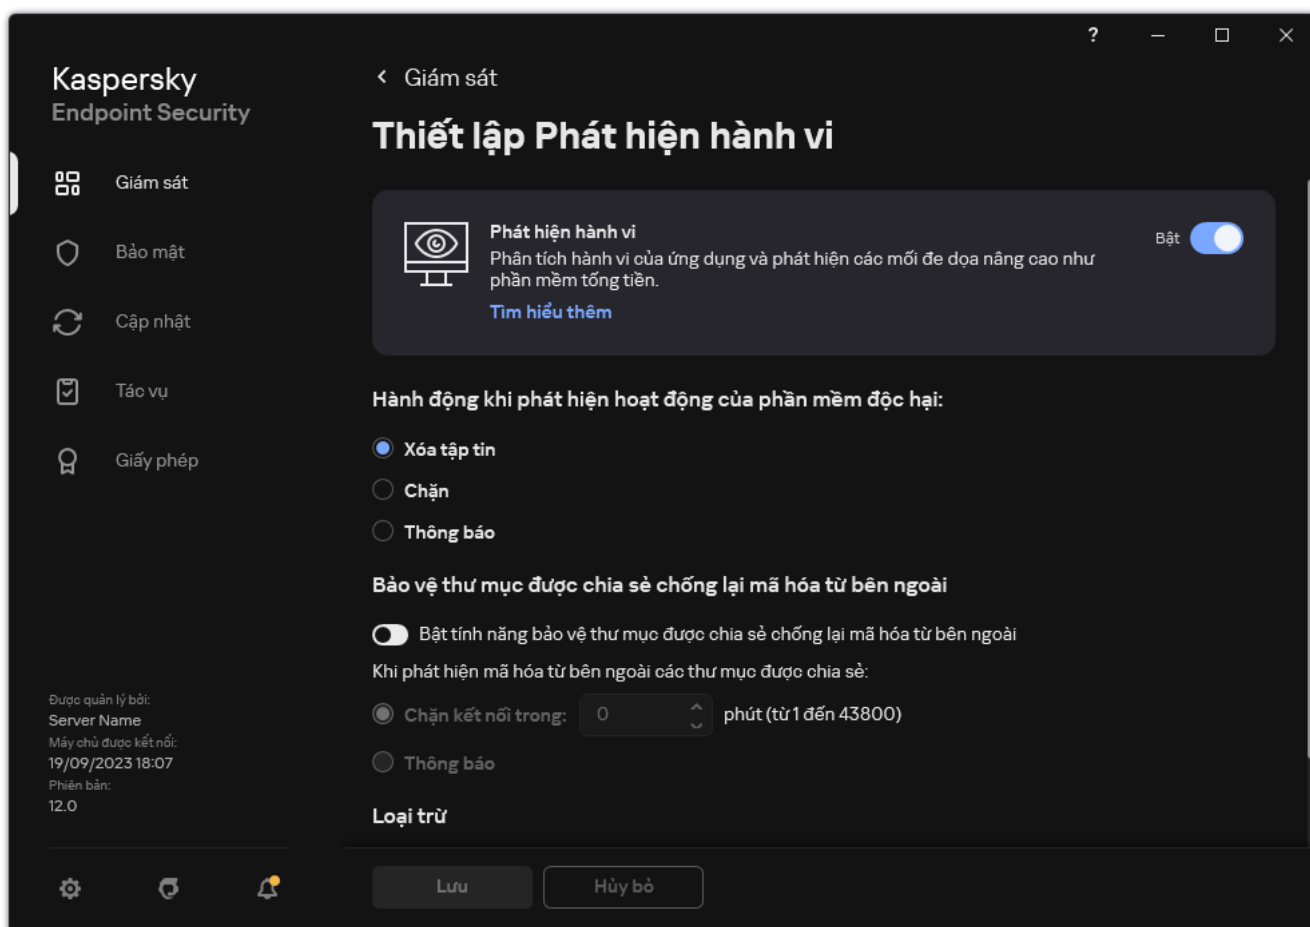 ?
Kaspersky
Endpoint Security
Giám sát
Bảo mật
Cập nhật
Tác vụ
Giấy phép
Được quản lý bởi:
Server Name
Máy chủ được kết nối:
19/09/2023 18:07
Phiên bản:
12.0
Giám sát
Thiết lập Phát hiện hành vi
Phát hiện hành vi
Phân tích hành vi của ứng dụng và phát hiện các mối đe dọa nâng cao như
phần mềm tống tiền.
Tìm hiểu thêm
Bật
Hành động khi phát hiện hoạt động của phần mềm độc hại:
Xóa tập tin
Chặn
Thông báo
Bảo vệ thư mục được chia sẻ chống lại mã hóa từ bên ngoài
Bật tính năng bảo vệ thư mục được chia sẻ chống lại mã hóa từ bên ngoài
Khi phát hiện mã hóa từ bên ngoài các thư mục được chia sẻ:
Chặn kết nối trong: 0 phút (từ 1 đến 43800)
Thông báo
Loại trừ
Lưu
Hủy bỏ